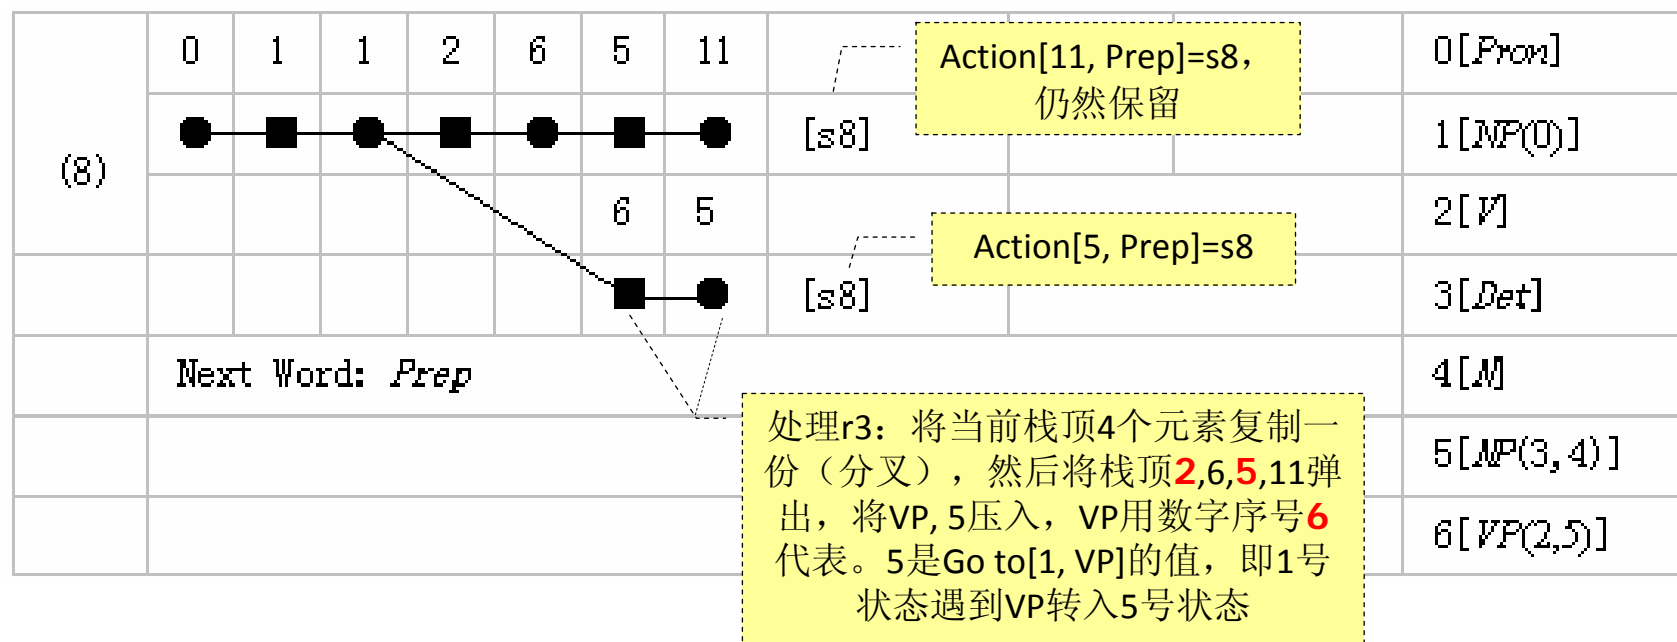 0 1 1 2 6 5 11
Action[11, Prep]=s8，
仍然保留
0[Pron]
(8)
[s8]
1[NP(0)]
6 5
Action[5, Prep]=s8
2[V]
[s8]
3[Det]
Next Word: Prep
4[N]
处理r3：将当前栈顶4个元素复制一
份（分叉），然后将栈顶2,6,5,11弹
出，将VP, 5压入，VP用数字序号6
代表。5是Go to[1, VP]的值，即1号
状态遇到VP转入5号状态
5[NP(3,4)]
6[VP(2,5)]